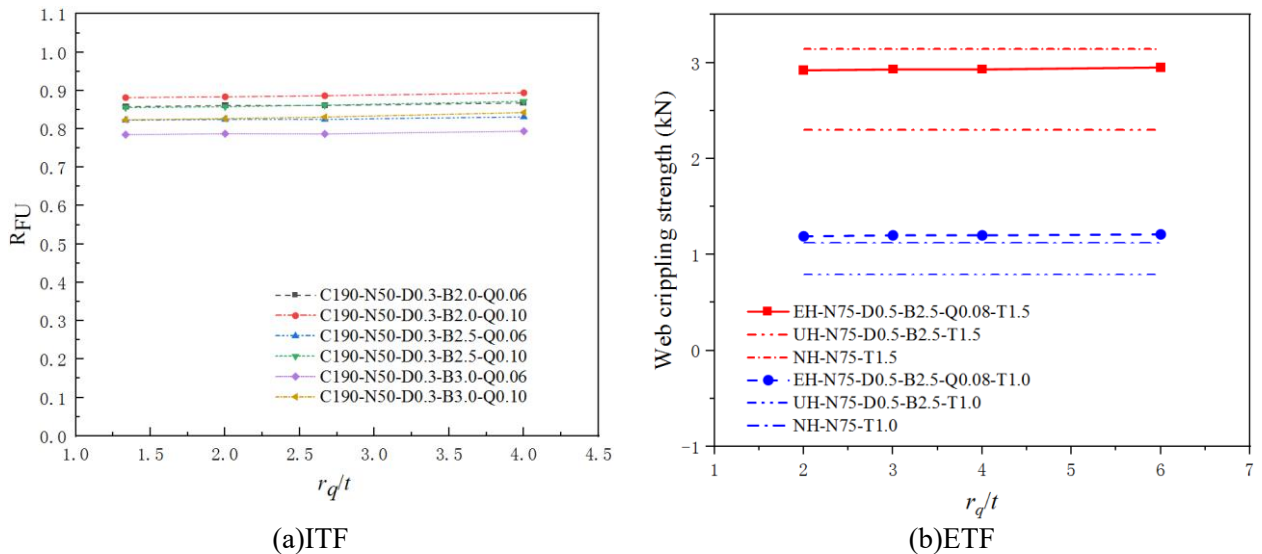 1.1
1.0
0.9
0.8
0.7
0.6
0.5
0.4
0.3
0.2
0.1
0.0
R_FU
C190-N50-D0.3-B2.0-Q0.06
C190-N50-D0.3-B2.0-Q0.10
C190-N50-D0.3-B2.5-Q0.06
C190-N50-D0.3-B2.5-Q0.10
C190-N50-D0.3-B3.0-Q0.06
C190-N50-D0.3-B3.0-Q0.10
1.0 1.5 2.0 2.5 3.0 3.5 4.0 4.5
r_q/t
(a)ITF
3
2
1
0
-1
Web crippling strength (kN)
EH-N75-D0.5-B2.5-Q0.08-T1.5
UH-N75-D0.5-B2.5-T1.5
NH-N75-T1.5
EH-N75-D0.5-B2.5-Q0.08-T1.0
UH-N75-D0.5-B2.5-T1.0
NH-N75-T1.0
1 2 3 4 5 6 7
r_q/t
(b)ETF